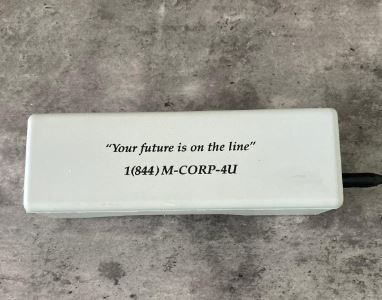 “Your future is on the line”
1(844) M-CORP-4U